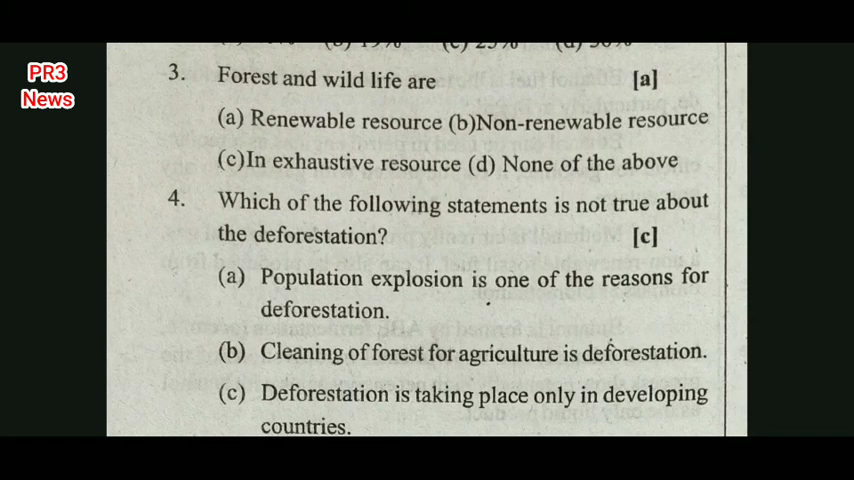 PR3
News
3. Forest and wild life are [a]
(a) Renewable resource (b)Non-renewable resource
(c)In exhaustive resource (d) None of the above
4. Which of the following statements is not true about
the deforestation? [c]
(a) Population explosion is one of the reasons for
deforestation.
(b) Cleaning of forest for agriculture is deforestation.
(c) Deforestation is taking place only in developing
countries.